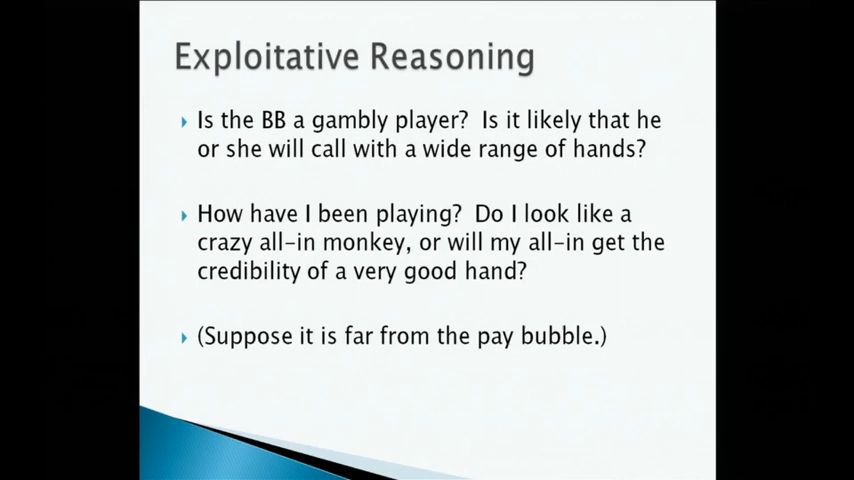 Exploitative Reasoning
Is the BB a gambly player? Is it likely that he
or she will call with a wide range of hands?
How have I been playing? Do I look like a
crazy all-in monkey, or will my all-in get the
credibility of a very good hand?
(Suppose it is far from the pay bubble.)